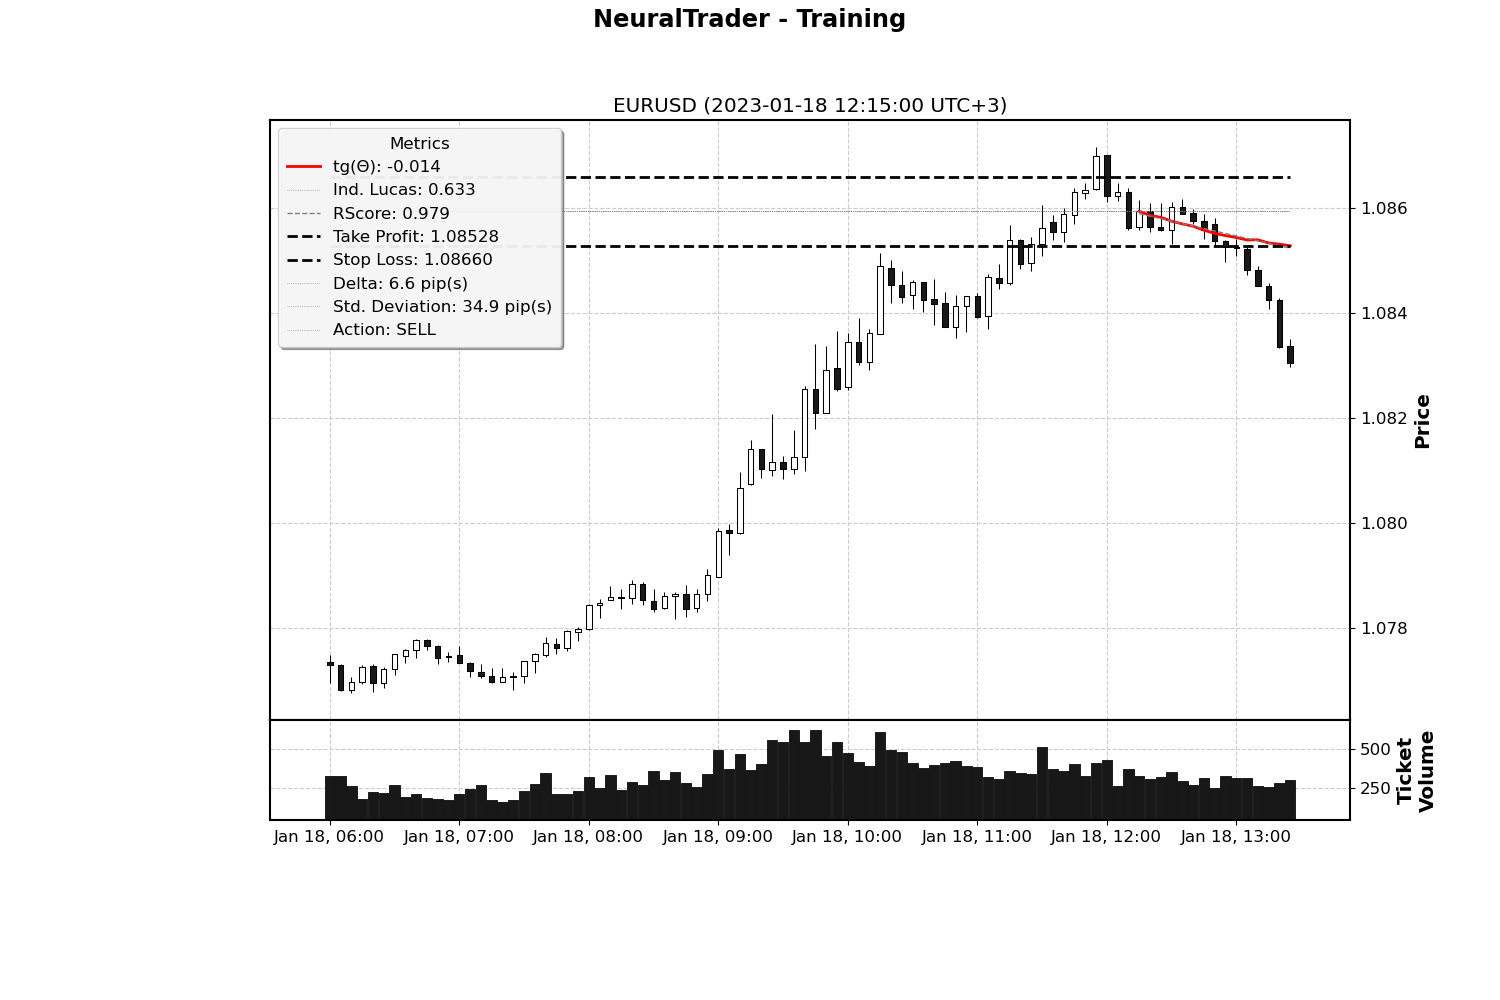 NeuralTrader - Training
EURUSD (2023-01-18 12:15:00 UTC+3)
Metrics
tg(Θ): -0.014
Ind. Lucas: 0.633
RScore: 0.979
Take Profit: 1.08528
Stop Loss: 1.08660
Delta: 6.6 pip(s)
Std. Deviation: 34.9 pip(s)
Action: SELL
1.086
1.084
1.082
1.080
1.078
Price
500
250
Ticket
Volume
Jan 18, 06:00
Jan 18, 07:00
Jan 18, 08:00
Jan 18, 09:00
Jan 18, 10:00
Jan 18, 11:00
Jan 18, 12:00
Jan 18, 13:00